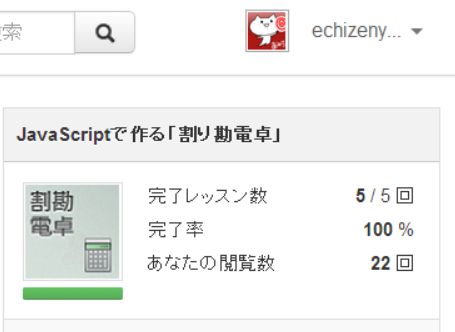 索
echizeny...
JavaScriptで作る「割り勘電卓」
割勘
電卓
完了レッスン数 5 / 5 回
完了率 100 %
あなたの閲覧数 22 回